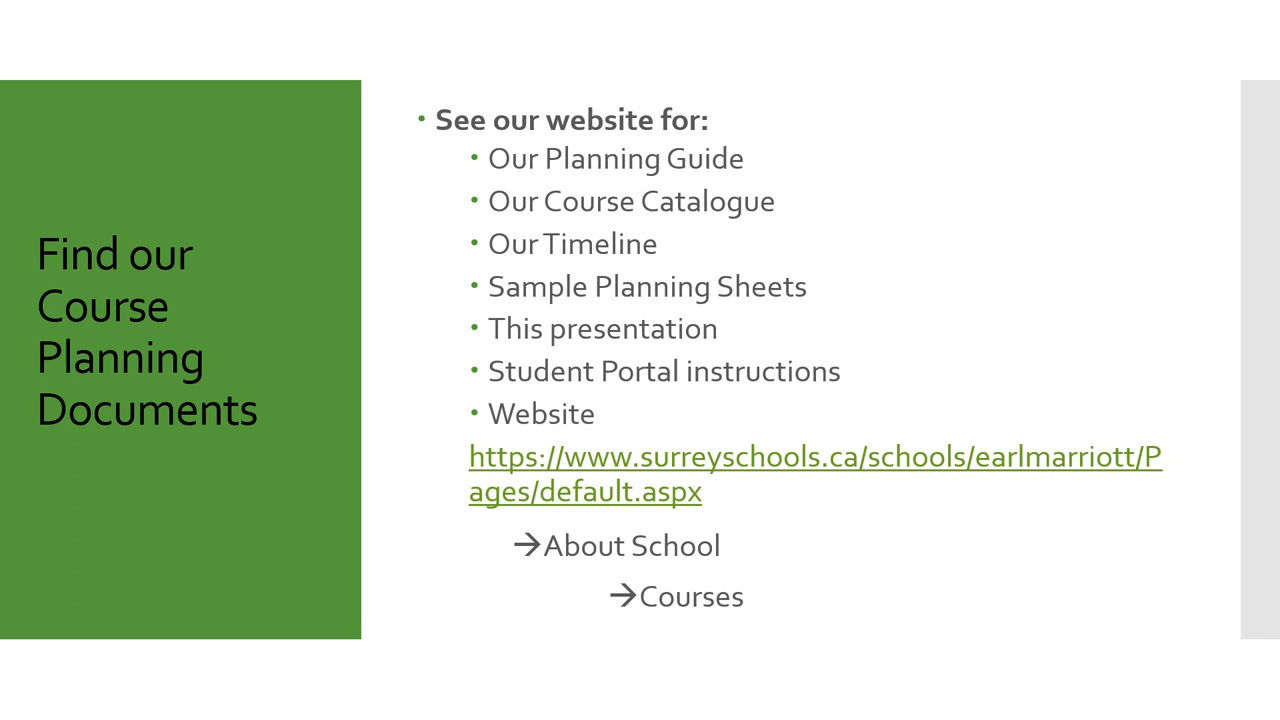 Find our
Course
Planning
Documents
• See our website for:
• Our Planning Guide
• Our Course Catalogue
• Our Timeline
• Sample Planning Sheets
• This presentation
• Student Portal instructions
• Website
https://www.surreyschools.ca/schools/earlmarriott/P
ages/default.aspx
→About School
→Courses